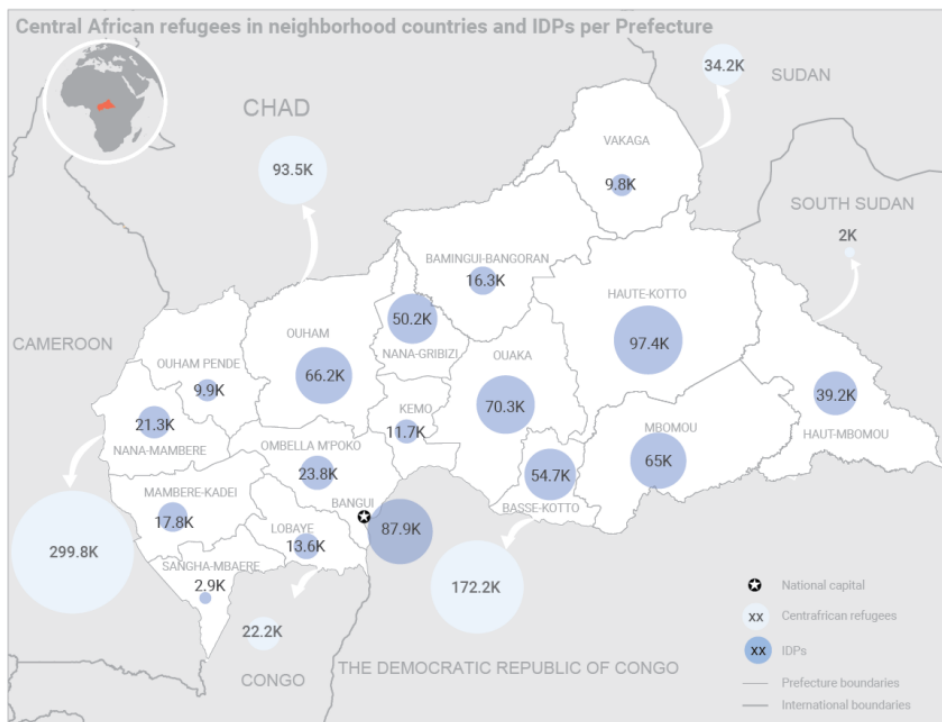 Central African refugees in neighborhood countries and IDPs per Prefecture
34.2K
SUDAN
CHAD
VAKAGA
93.5K
9.8K
SOUTH SUDAN
2K
BAMINGUI-BANGORAN
16.3K
HAUTE-KOTTO
50.2K
OUHAM
97.4K
CAMEROON
NANA-GRIBIZI
OUAKA
OUHAM PENDE
66.2K
9.9K
39.2K
KEMO
70.3K
21.3K
11.7K
MBOMOU
HAUT-MBOMOU
NANA-MAMBERE
OMBELLA M'POKO
65K
23.8K
54.7K
MAMBERE-KADEI
BANGUI
BASSE-KOTTO
17.8K
LOBAYE
87.9K
13.6K
299.8K
SANGHA-MBAERE
2.9K
172.2K
National capital
xx Centrafrican refugees
22.2K
xx IDPs
THE DEMOCRATIC REPUBLIC OF CONGO
CONGO
Prefecture boundaries
International boundaries